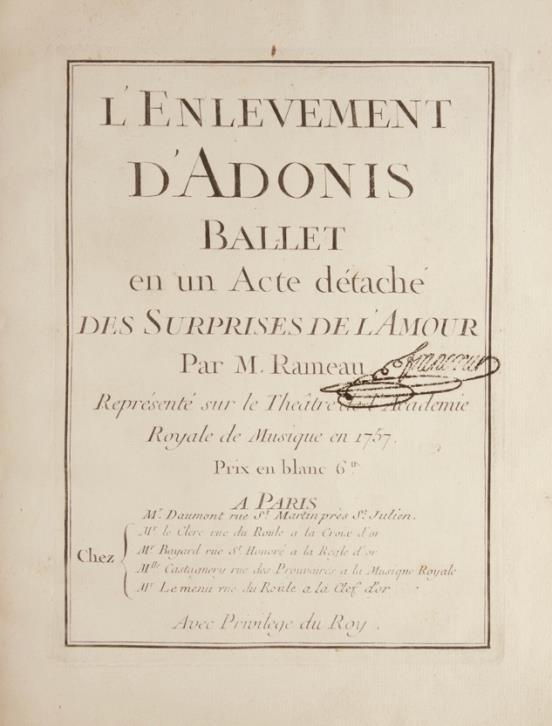 L'ENLEVEMENT
D'ADONIS
BALLET
en un Acte détaché
DES SURPRISES DE L'AMOUR
Par M. Rameau
Représenté sur le Théâtre de l'Academie
Royale de Musique en 1757.
Prix en blanc 6.tt
A PARIS
Mr. Daumont rue St. Martin près St. Julien.
Chez
Mr. le Clerc rue du Roule a la Croix d'or
Mr. Bayard rue St. Honoré a la Regle d'or
Mlle Castagnery rue des Prouvaires a la Musique Royale
Mr. Le menu rue du Roule a la Clef d'or
Avec Privilege du Roy.